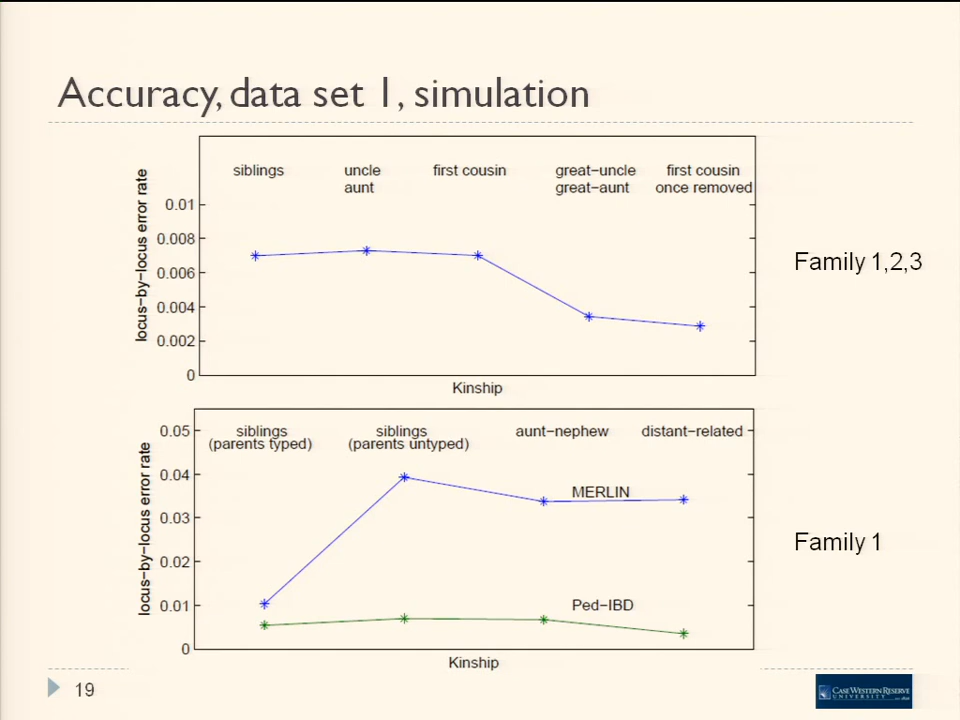 Accuracy, data set 1, simulation
siblings
uncle
aunt
first cousin
great−uncle
great−aunt
first cousin
once removed
locus−by−locus error rate
0.01
0.008
0.006
0.004
0.002
0
Kinship
Family 1,2,3
siblings
(parents typed)
siblings
(parents untyped)
aunt−nephew
distant−related
locus−by−locus error rate
0.05
0.04
0.03
0.02
0.01
0
MERLIN
Ped−IBD
Kinship
Family 1
19
CASE WESTERN RESERVE
UNIVERSITY